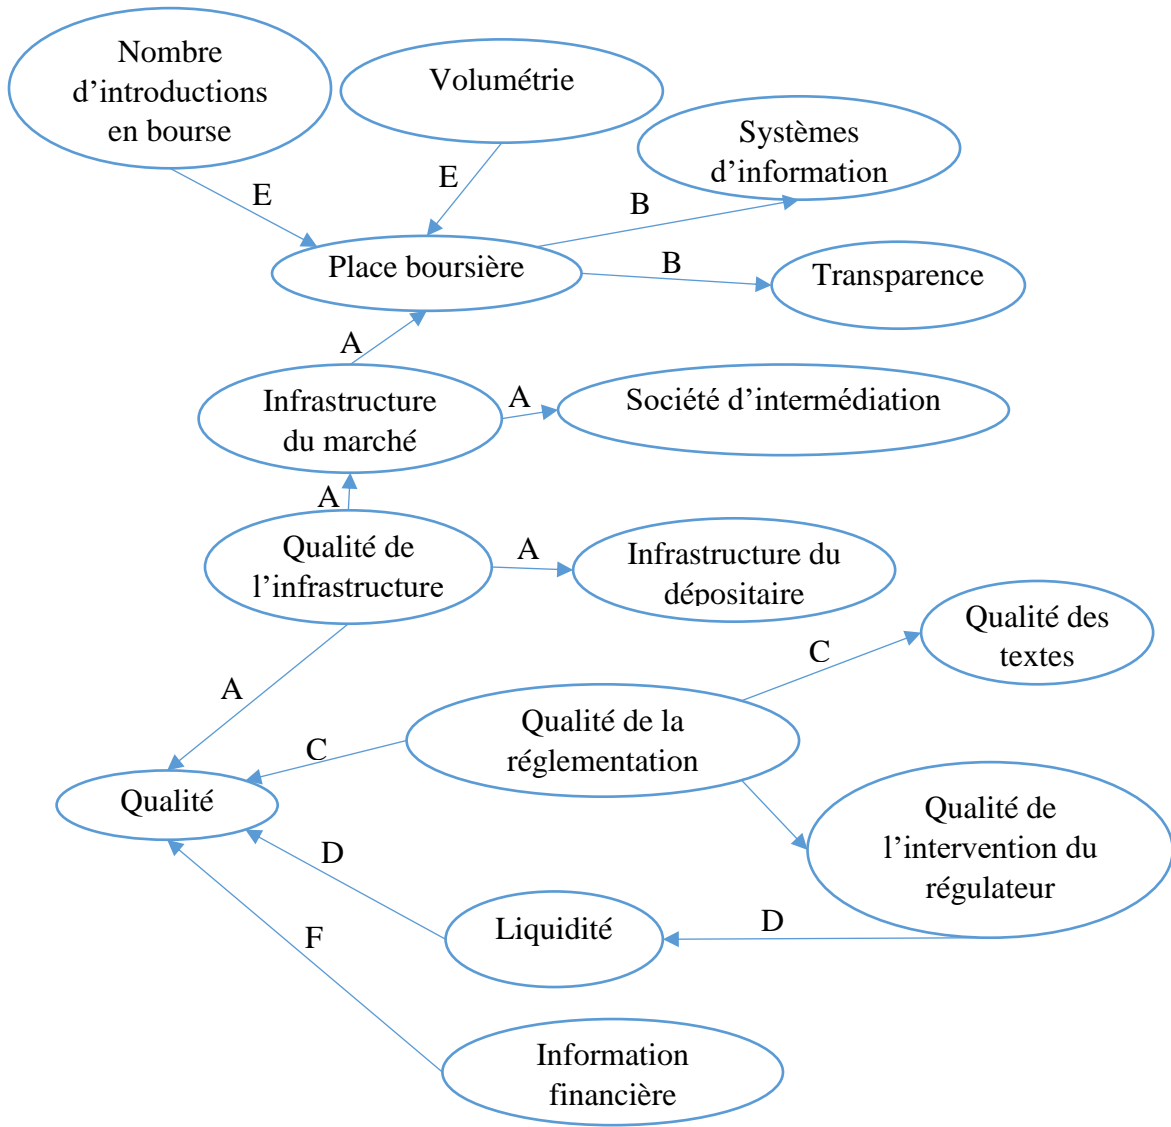 Nombre
d’introductions
en bourse
Volumétrie
Systèmes
d’information
E
E
B
Place boursière
B
Transparence
A
Infrastructure
du marché
A
Société d’intermédiation
A
Qualité de
l’infrastructure
A
Infrastructure du
dépositaire
Qualité des
textes
C
A
Qualité de la
réglementation
C
Qualité
Qualité de
l’intervention du
régulateur
D
Liquidité
D
F
Information
financière